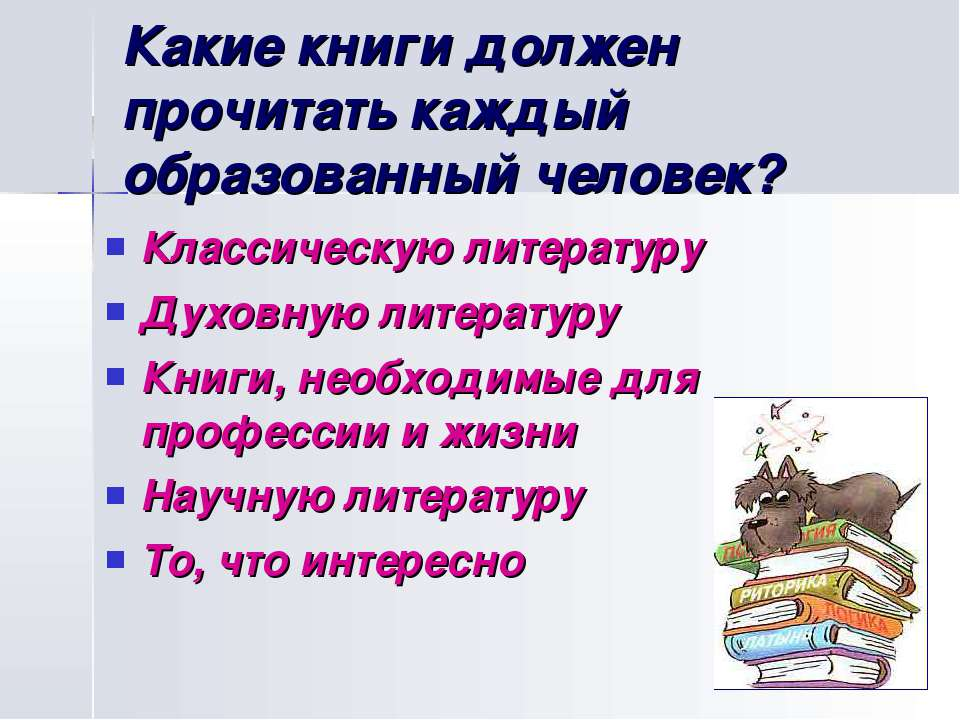 Какие книги должен
прочитать каждый
образованный человек?
Классическую литературу
Духовную литературу
Книги, необходимые для
профессии и жизни
Научную литературу
То, что интересно
РИТОРИКА
ЛОГИКА
ЛАТЫНЬ